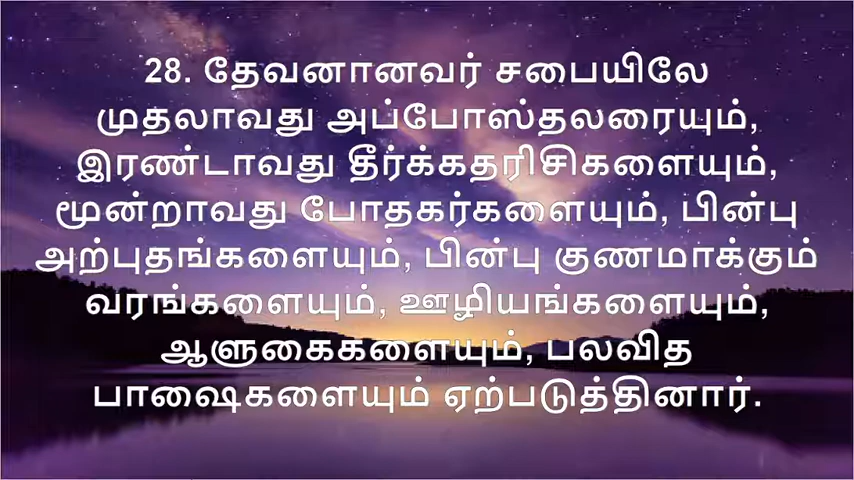 28. தேவனானவர் சபையிலே
முதலாவது அப்போஸ்தலரையும்,
இரண்டாவது தீர்க்கதரிசிகளையும்,
மூன்றாவது போதகர்களையும், பின்பு
அற்புதங்களையும், பின்பு குணமாக்கும்
வரங்களையும், ஊழியங்களையும்,
ஆளுகைகளையும், பலவித
பாஷைகளையும் ஏற்படுத்தினார்.